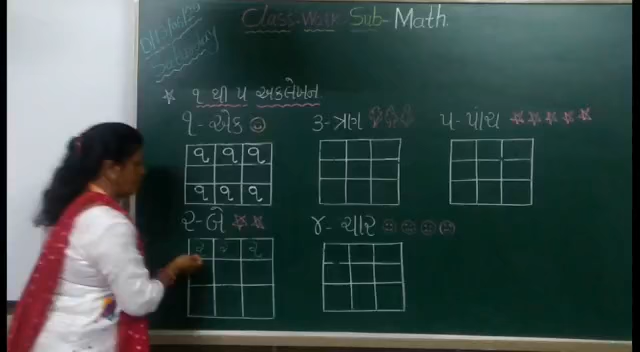 Class-Work Sub-Math.
Saturday
૧ થી ૫ અંકલેખન
૧-એક
૧ ૧ ૧
૧ ૧ ૧
૨-બે
૨ ૨ ૨
૩-ત્રણ
૪-ચાર
૫-પાંચ